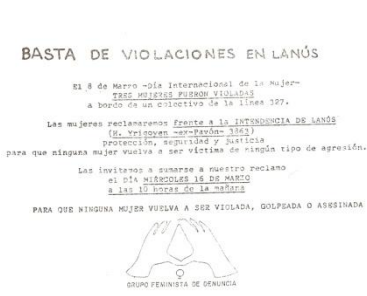 BASTA DE VIOLACIONES EN LANÚS
El 8 de Marzo -Día Internacional de la Mujer-
TRES MUJERES FUERON VIOLADAS
a bordo de un colectivo de la línea 327.
Las mujeres reclamaremos frente a la INTENDENCIA DE LANÚS
(H. Yrigoyen -ex-Pavón- 3863)
protección, seguridad y justicia
para que ninguna mujer vuelva a ser víctima de ningún tipo de agresión.
Las invitamos a sumarse a nuestro reclamo
el DÍA MIÉRCOLES 16 DE MARZO
a las 10 horas de la mañana
PARA QUE NINGUNA MUJER VUELVA A SER VIOLADA, GOLPEADA O ASESINADA
GRUPO FEMINISTA DE DENUNCIA